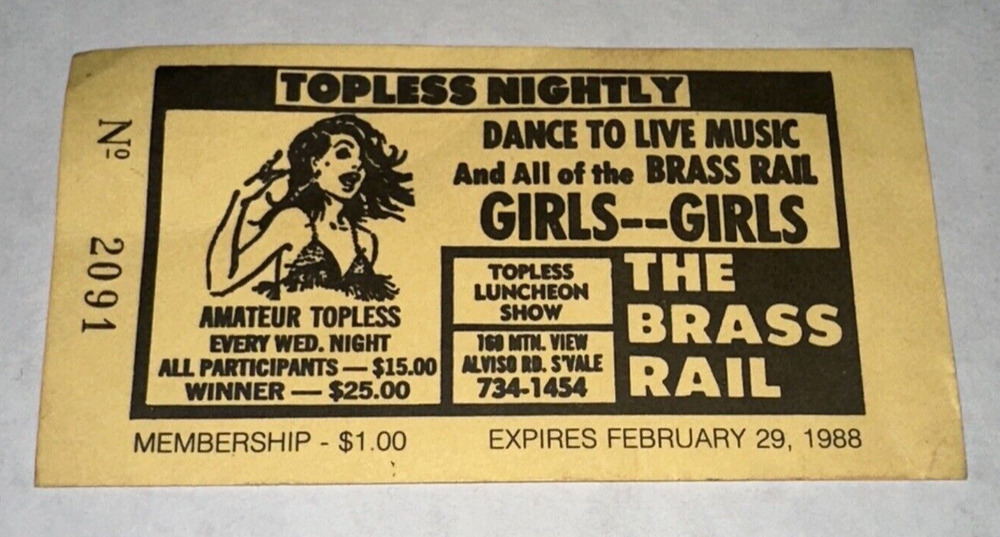 Nº 2091
TOPLESS NIGHTLY
DANCE TO LIVE MUSIC
And All of the BRASS RAIL
GIRLS--GIRLS
AMATEUR TOPLESS
EVERY WED. NIGHT
ALL PARTICIPANTS — $15.00
WINNER — $25.00
TOPLESS
LUNCHEON
SHOW
160 MTN. VIEW
ALVISO RD. S'VALE
734-1454
THE
BRASS
RAIL
MEMBERSHIP - $1.00
EXPIRES FEBRUARY 29, 1988